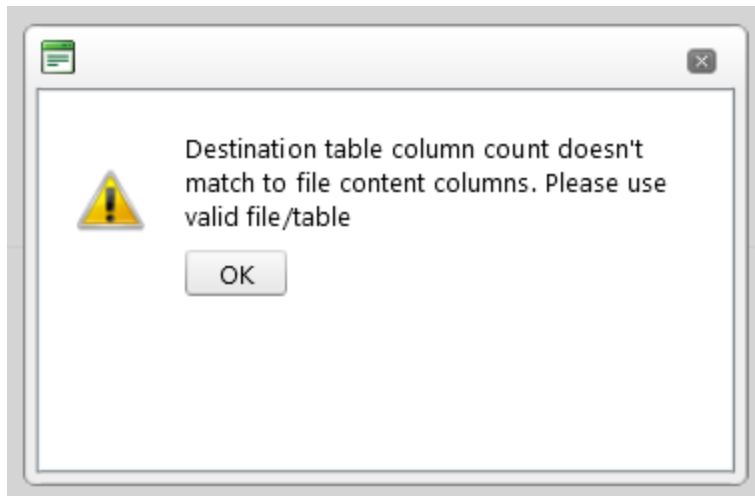 Destination table column count doesn't
match to file content columns. Please use
valid file/table
OK